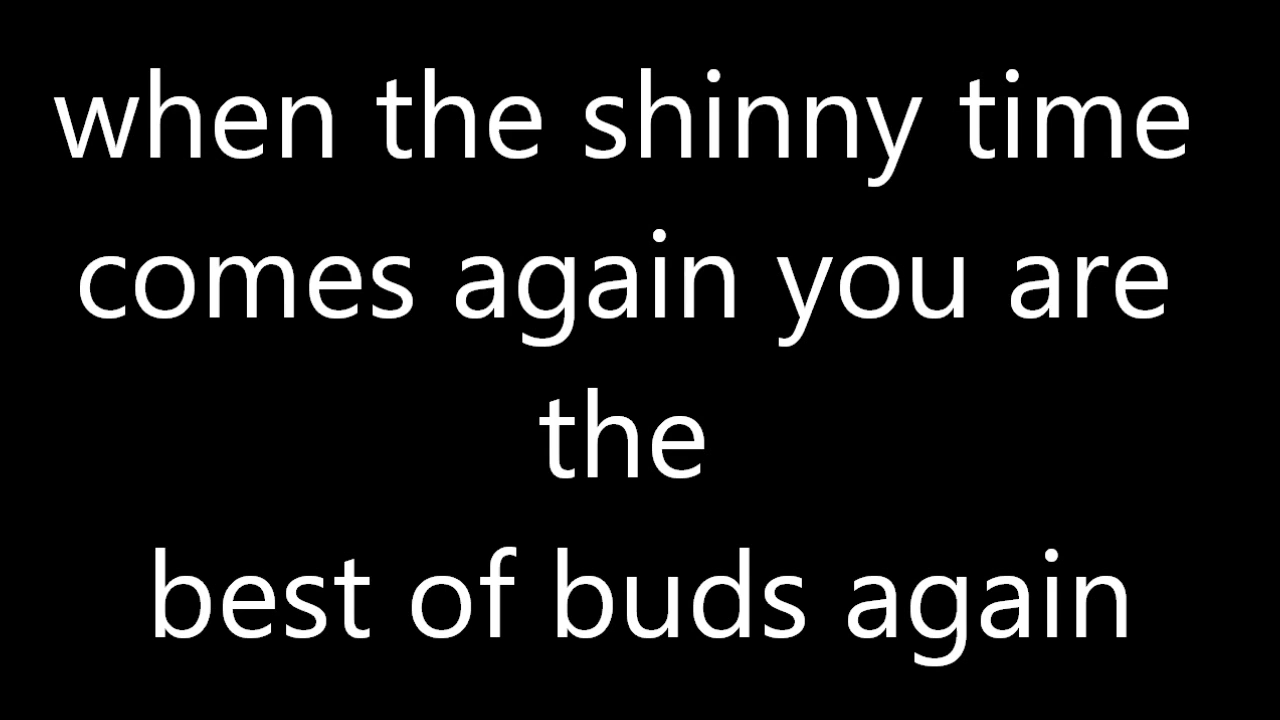 when the shinny time
comes again you are
the
best of buds again